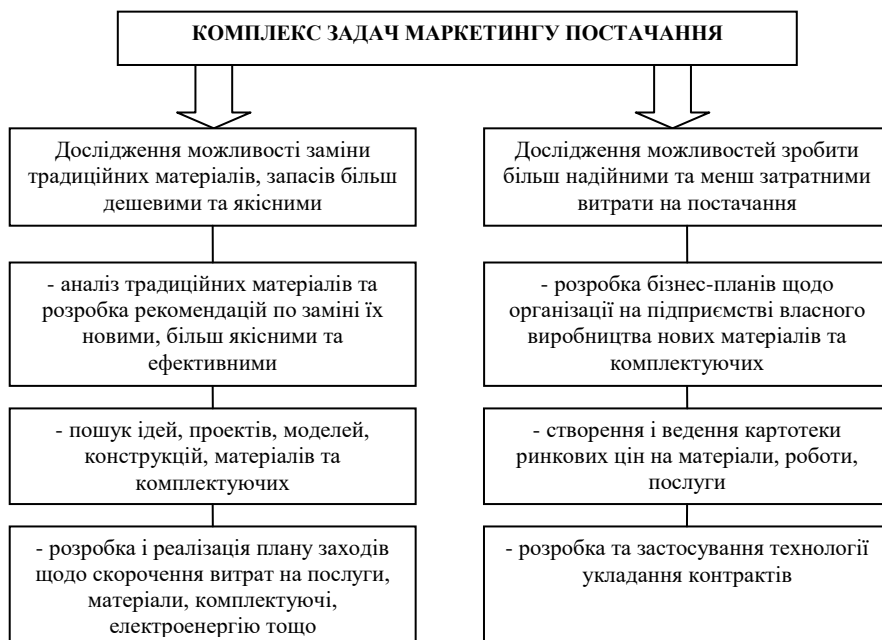 КОМПЛЕКС ЗАДАЧ МАРКЕТИНГУ ПОСТАЧАННЯ
Дослідження можливості заміни
традиційних матеріалів, запасів більш
дешевими та якісними
- аналіз традиційних матеріалів та
розробка рекомендацій по заміні їх
новими, більш якісними та
ефективними
- пошук ідей, проектів, моделей,
конструкцій, матеріалів та
комплектуючих
- розробка і реалізація плану заходів
щодо скорочення витрат на послуги,
матеріали, комплектуючі,
електроенергію тощо
Дослідження можливостей зробити
більш надійними та менш затратними
витрати на постачання
- розробка бізнес-планів щодо
організації на підприємстві власного
виробництва нових матеріалів та
комплектуючих
- створення і ведення картотеки
ринкових цін на матеріали, роботи,
послуги
- розробка та застосування технології
укладання контрактів